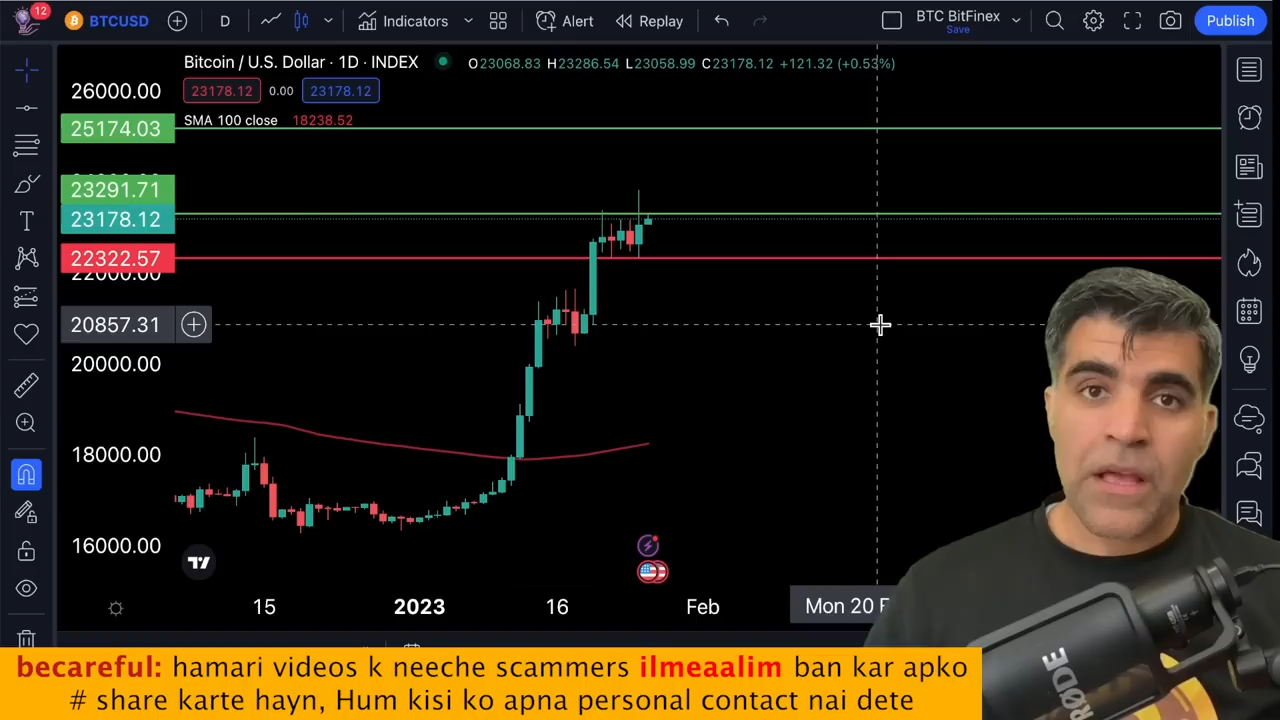 12
BTCUSD
D
Indicators
Alert
Replay
BTC BitFinex
Save
Publish
Bitcoin / U.S. Dollar · 1D · INDEX
O23068.83 H23286.54 L23058.99 C23178.12 +121.32 (+0.53%)
23178.12 0.00 23178.12
SMA 100 close 18238.52
26000.00
25174.03
23291.71
23178.12
22322.57
22000.00
20857.31
20000.00
18000.00
16000.00
15 2023 16 Feb
Mon 20
RØDE
becareful: hamari videos k neeche scammers ilmeaalim ban kar apko
# share karte hayn, Hum kisi ko apna personal contact nai dete